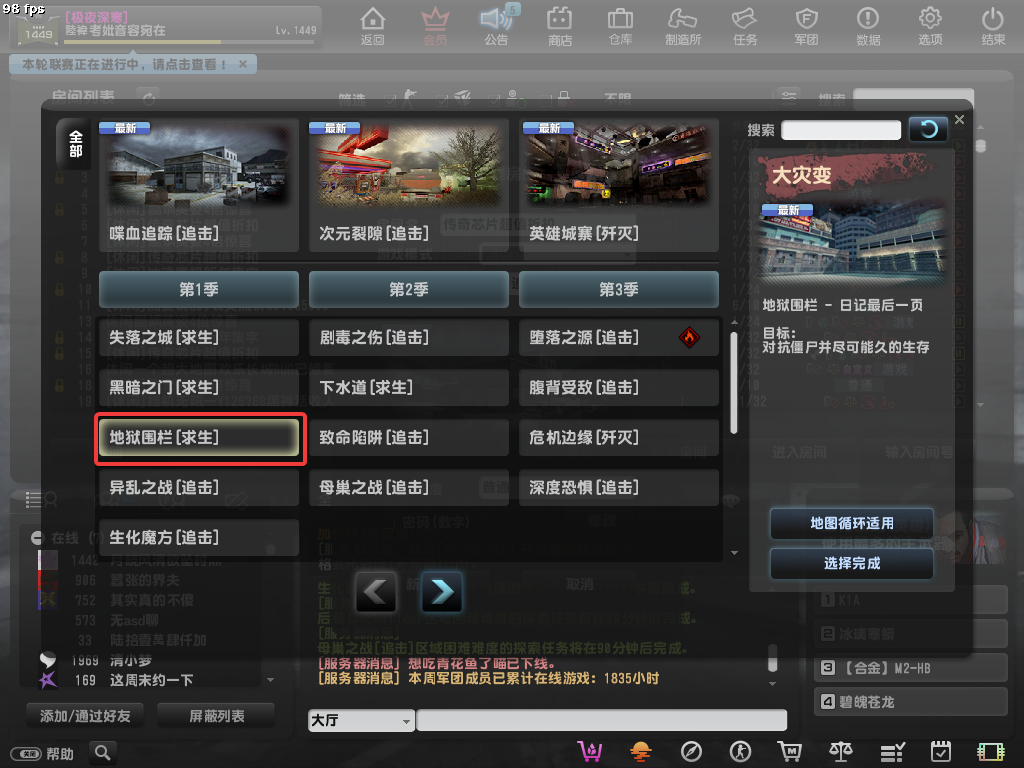 98 fps
1449
[极夜深寒]
Lv. 1449
返回
会员
公告
5
商店
仓库
制造所
任务
军团
数据
选项
结束
本轮联赛正在进行中，请点击查看！ ×
房间列表
筛选
不限
搜索
全部
最新
喋血追踪[追击]
最新
次元裂隙[追击]
最新
英雄城寨[歼灭]
第1季
第2季
第3季
失落之城[求生]
剧毒之伤[追击]
堕落之源[追击]
黑暗之门[求生]
下水道[求生]
腹背受敌[追击]
地狱围栏[求生]
致命陷阱[追击]
危机边缘[歼灭]
异乱之战[追击]
母巢之战[追击]
深度恐惧[追击]
生化魔方[追击]
搜索
大灾变
最新
地狱围栏 - 日记最后一页
目标:
对抗僵尸并尽可能久的生存
进入房间
输入房间号
地图循环适用
选择完成
取消
在线
1442
906 嚣张的界夫
752 其实真的不傻
573 无asd聊
33 陆拾壹萬肆仟加
1969 清小梦
169 这周末约一下
母巢之战[追击]区域困难难度的探索任务将在90分钟后完成。
[服务器消息] 想吃青花鱼了喵已下线。
[服务器消息] 本周军团成员已累计在线游戏: 1835小时
1 K1A
2 冰魂寒鳞
3 【合金】M2-HB
4 碧魄苍龙
添加/通过好友
屏蔽列表
大厅
关闭
帮助